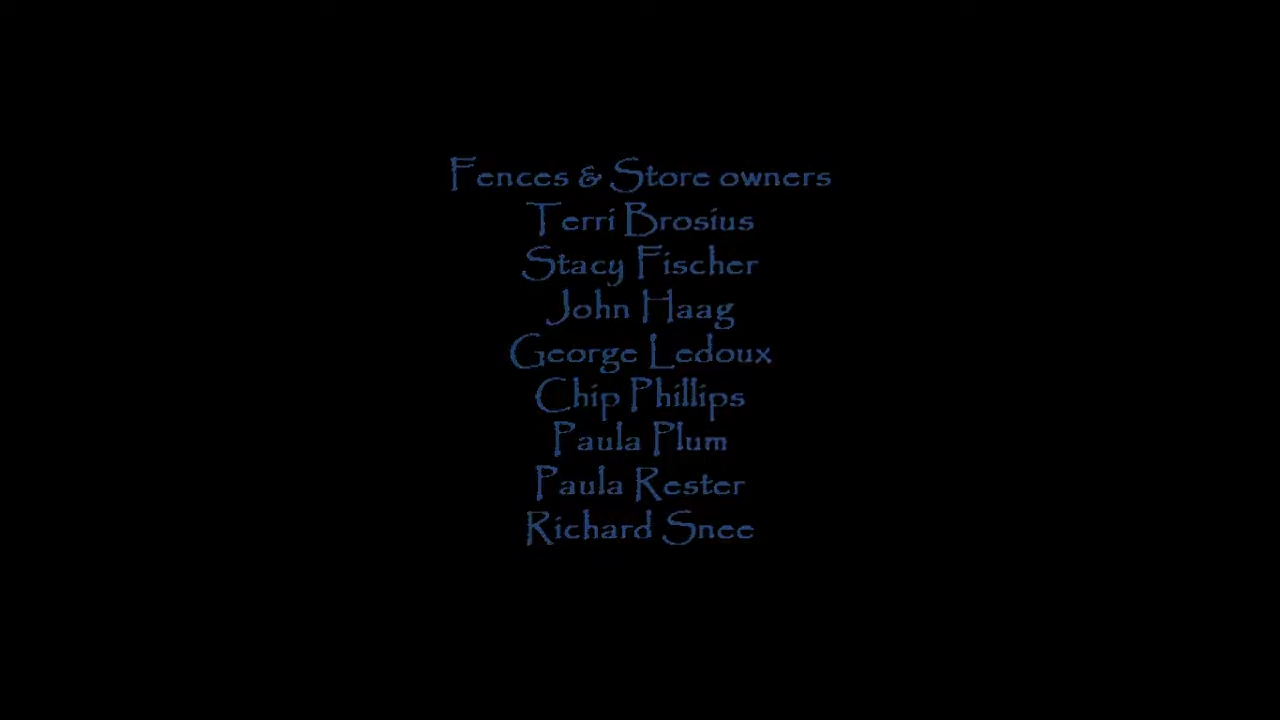 Fences & Store owners
Terri Brosius
Stacy Fischer
John Haag
George Ledoux
Chip Phillips
Paula Plum
Paula Rester
Richard Snee